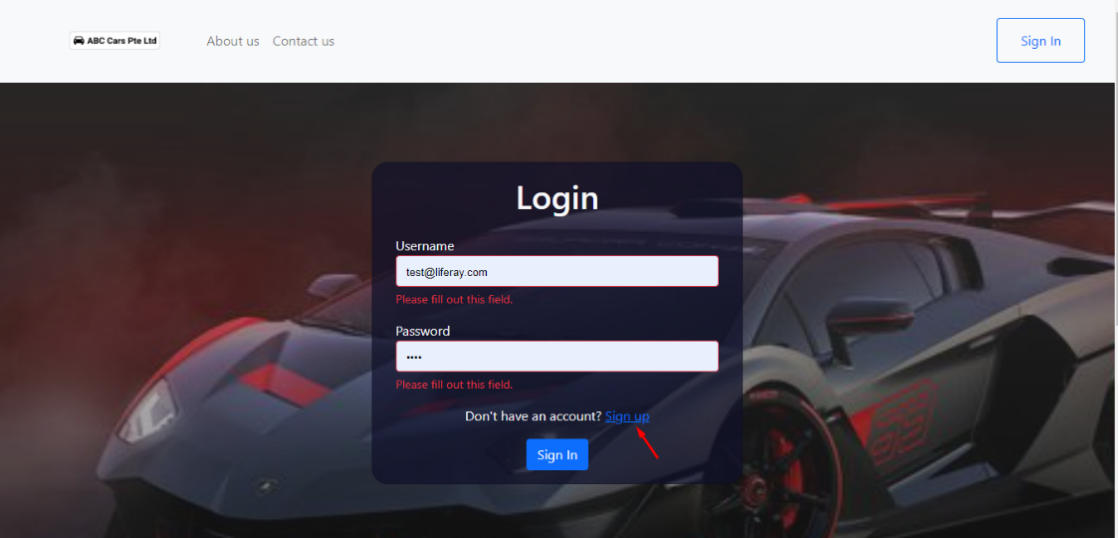 ABC Cars Pte Ltd
About us
Contact us
Sign In
Login
Username
test@liferay.com
Please fill out this field.
Password
••••
Please fill out this field.
Don't have an account? Sign up
Sign In